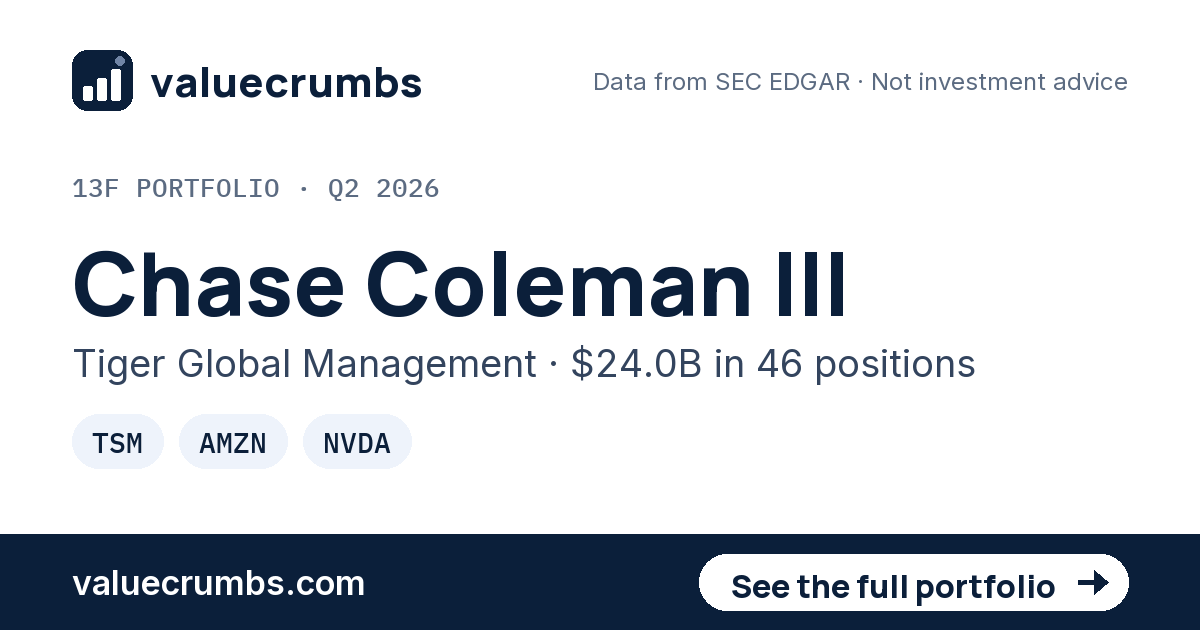 valuecrumbs
Data from SEC EDGAR · Not investment advice
13F PORTFOLIO · Q2 2026
Chase Coleman III
Tiger Global Management · $24.0B in 46 positions
TSM AMZN NVDA
valuecrumbs.com
See the full portfolio →